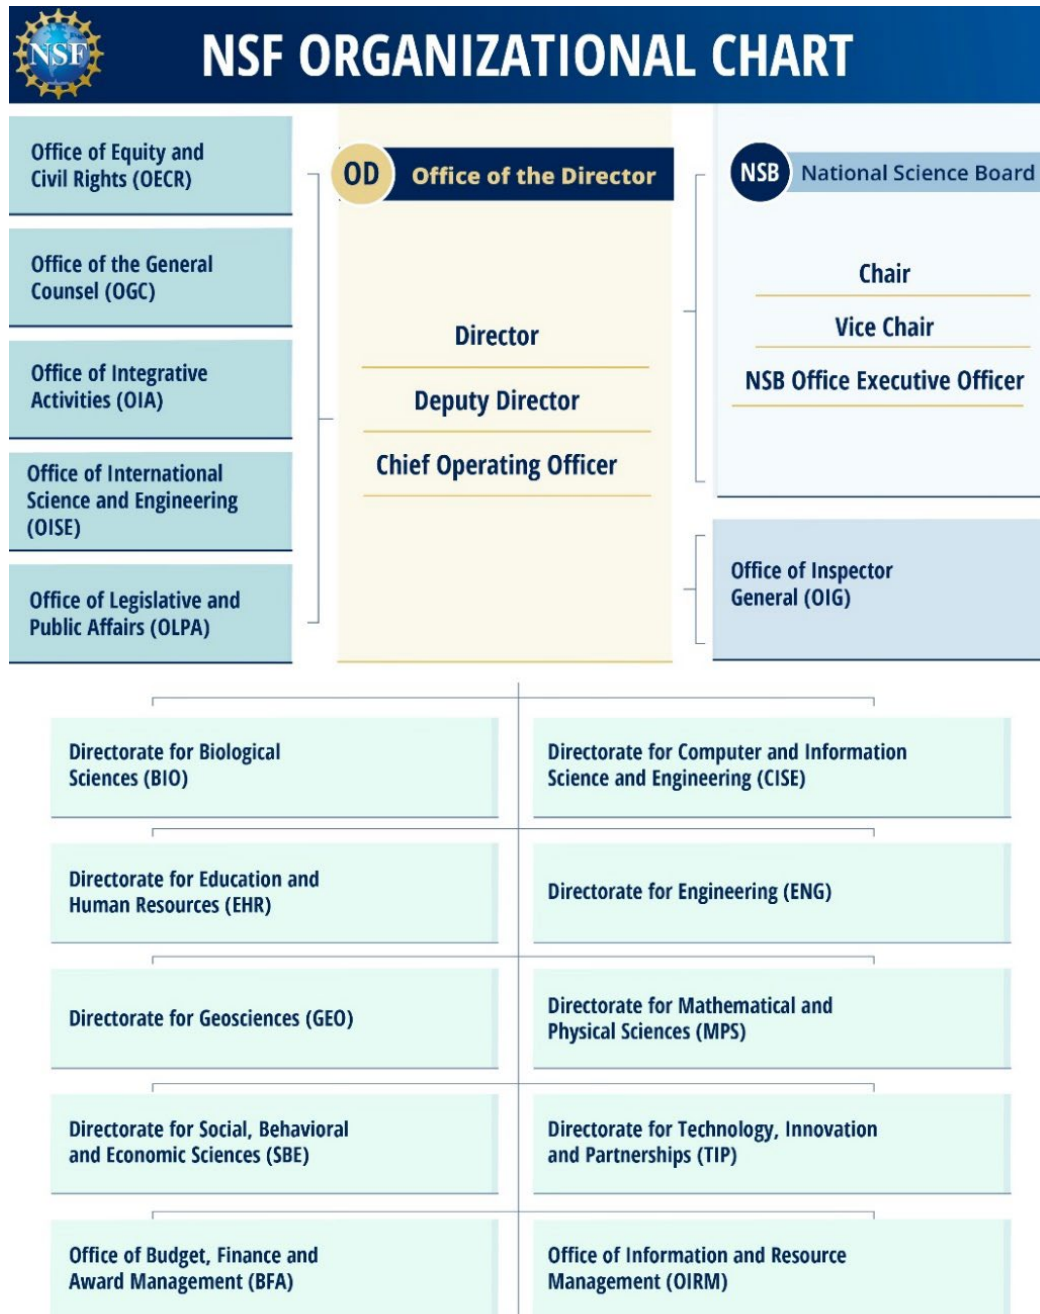 NSF
NSF ORGANIZATIONAL CHART
Office of Equity and
Civil Rights (OECR)
Office of the General
Counsel (OGC)
Office of Integrative
Activities (OIA)
Office of International
Science and Engineering
(OISE)
Office of Legislative and
Public Affairs (OLPA)
OD
Office of the Director
Director
Deputy Director
Chief Operating Officer
NSB
National Science Board
Chair
Vice Chair
NSB Office Executive Officer
Office of Inspector
General (OIG)
Directorate for Biological
Sciences (BIO)
Directorate for Computer and Information
Science and Engineering (CISE)
Directorate for Education and
Human Resources (EHR)
Directorate for Engineering (ENG)
Directorate for Geosciences (GEO)
Directorate for Mathematical and
Physical Sciences (MPS)
Directorate for Social, Behavioral
and Economic Sciences (SBE)
Directorate for Technology, Innovation
and Partnerships (TIP)
Office of Budget, Finance and
Award Management (BFA)
Office of Information and Resource
Management (OIRM)